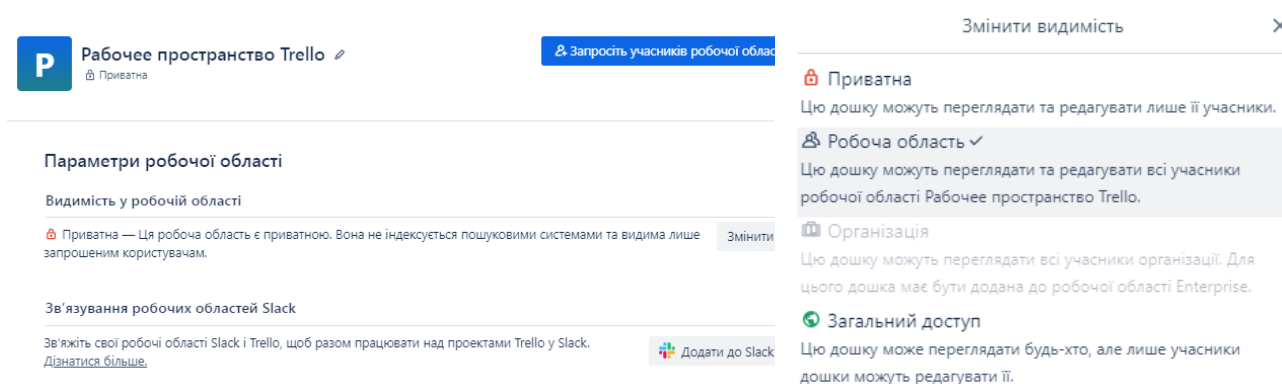 P
Рабочее пространство Trello
Приватна
Запросіть учасників робочої облас
Параметри робочої області
Видимість у робочій області
Приватна — Ця робоча область є приватною. Вона не індексується пошуковими системами та видима лише
запрошеним користувачам.
Змінити
Зв’язування робочих областей Slack
Зв’яжіть свої робочі області Slack і Trello, щоб разом працювати над проектами Trello у Slack.
Дізнатися більше.
Додати до Slack
Змінити видимість
Приватна
Цю дошку можуть переглядати та редагувати лише її учасники.
Робоча область
Цю дошку можуть переглядати та редагувати всі учасники
робочої області Рабочее пространство Trello.
Організація
Цю дошку можуть переглядати всі учасники організації. Для
цього дошка має бути додана до робочої області Enterprise.
Загальний доступ
Цю дошку може переглядати будь-хто, але лише учасники
дошки можуть редагувати її.